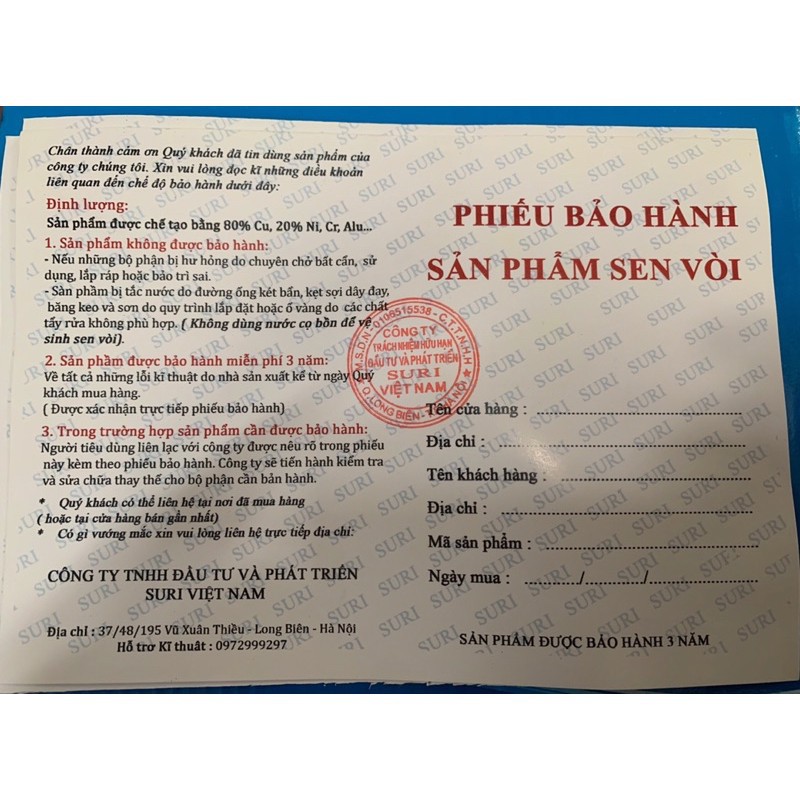 Chân thành cảm ơn Quý khách đã tin dùng sản phẩm của
công ty chúng tôi. Xin vui lòng đọc kĩ những điều khoản
liên quan đến chế độ bảo hành dưới đây:
Định lượng:
Sản phẩm được chế tạo bằng 80% Cu, 20% Ni, Cr, Alu...
1. Sản phẩm không được bảo hành:
- Nếu những bộ phận bị hư hỏng do chuyên chở bất cẩn, sử
dụng, lắp ráp hoặc bảo trì sai.
- Sản phầm bị tắc nước do đường ống két bẩn, kẹt sợi dây đay,
băng keo và sơn do quy trình lắp đặt hoặc ố vàng do các chất
tẩy rửa không phù hợp. ( Không dùng nước cọ bồn để vệ
sinh sen vòi).
2. Sản phầm được bảo hành miễn phí 3 năm:
Về tất cả những lỗi kĩ thuật do nhà sản xuất kể từ ngày Quý
khách mua hàng.
( Được xác nhận trực tiếp phiếu bảo hành)
3. Trong trường hợp sản phẩm cần được bảo hành:
Người tiêu dùng liên lạc với công ty được nêu rõ trong phiếu
này kèm theo phiếu bảo hành. Công ty sẽ tiến hành kiểm tra
và sửa chữa thay thế cho bộ phận cần bản hành.
* Quý khách có thể liên hệ tại nơi đã mua hàng
( hoặc tại cửa hàng bán gần nhất)
* Có gì vướng mắc xin vui lòng liên hệ trực tiếp địa chỉ:
CÔNG TY TNHH ĐẦU TƯ VÀ PHÁT TRIỂN
SURI VIỆT NAM
Địa chỉ : 37/48/195 Vũ Xuân Thiều - Long Biên - Hà Nội
Hỗ trơ Kĩ thuât : 0972999297
PHIẾU BẢO HÀNH
SẢN PHẨM SEN VÒI
M.S.D.N: 0106515538 - C.T.T.N.H.H
CÔNG TY
TRÁCH NHIỆM HỮU HẠN
ĐẦU TƯ VÀ PHÁT TRIỂN
SURI
VIỆT NAM
Q. LONG BIÊN - HÀ NỘI
Tên cửa hàng : ............
Địa chỉ : ............
Tên khách hàng : ............
Địa chỉ : ............
Mã sản phẩm : ............
Ngày mua : ........./.........../............
SẢN PHẨM ĐƯỢC BẢO HÀNH 3 NĂM